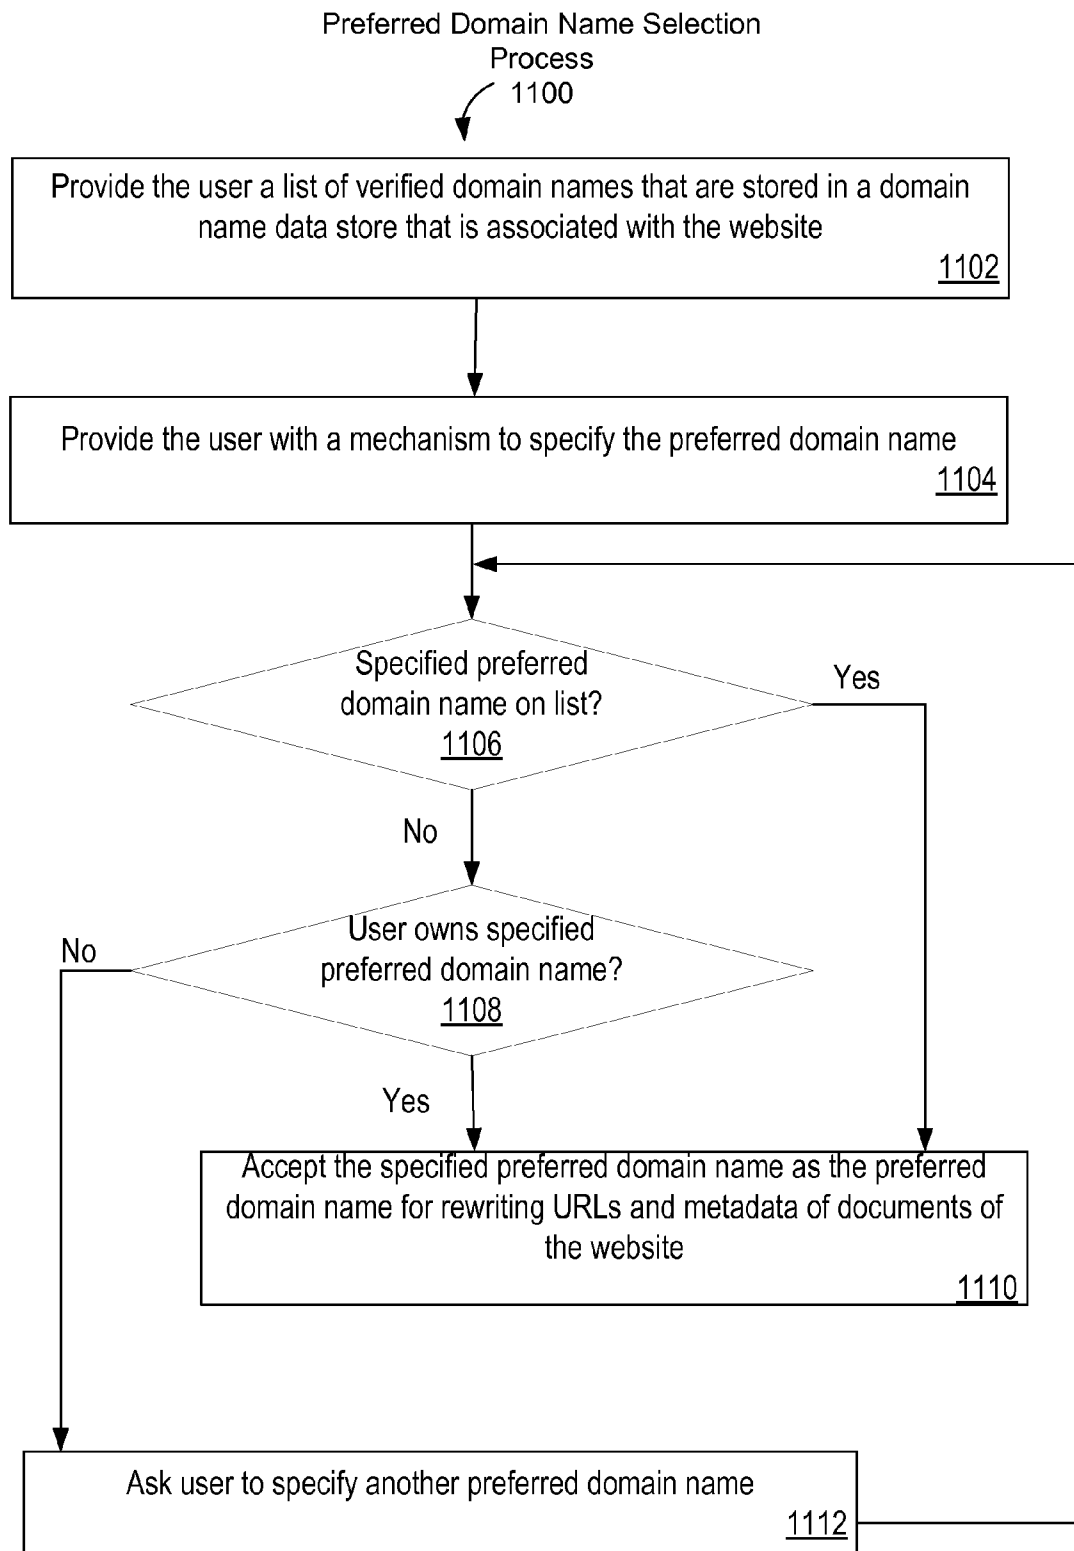 Preferred Domain Name Selection
Process
1100
Provide the user a list of verified domain names that are stored in a domain
name data store that is associated with the website
1102
Provide the user with a mechanism to specify the preferred domain name
1104
Specified preferred
domain name on list?
1106
Yes
No
User owns specified
preferred domain name?
1108
No
Yes
Accept the specified preferred domain name as the preferred
domain name for rewriting URLs and metadata of documents of
the website
1110
Ask user to specify another preferred domain name
1112